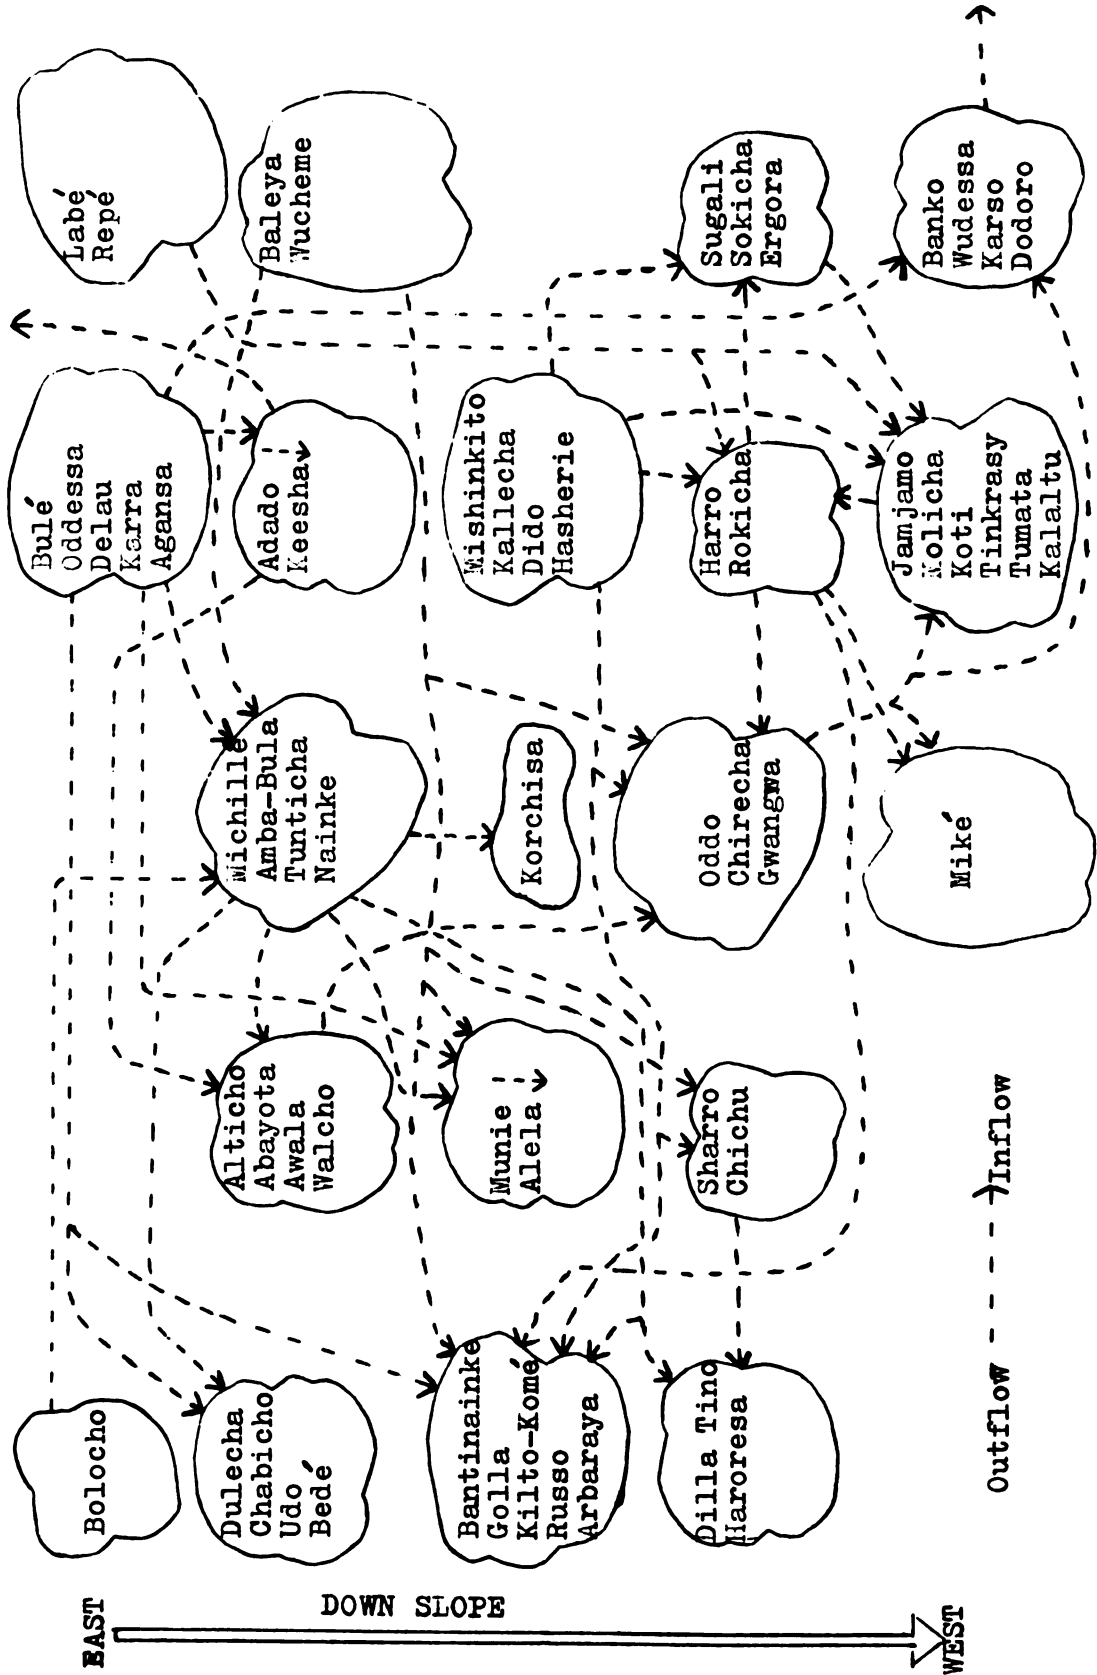 EAST
DOWN SLOPE
WEST
Bolocho
Dulecha
Chabicho
Udo
Bedé
Bantinainke
Golla
Kilto-Komé
Russo
Arbaraya
Dilla Tino
Haroresa
Alticho
Abayota
Awala
Walcho
Munie
Alela
Sharro
Chichu
Michille
Amba-Bula
Tunticha
Nainke
Korchisa
Oddo
Chirecha
Gwangwa
Miké
Bulé
Oddessa
Delau
Karra
Agansa
Adado
Keesha
Mishinkito
Kallecha
Dido
Hasherie
Harro
Rokicha
Jamjamo
Kolicha
Koti
Tinkrasy
Tumata
Kalaltu
Labé
Repé
Baleya
Wucheme
Sugali
Sokicha
Ergora
Banko
Wudessa
Karso
Dodoro
Outflow Inflow